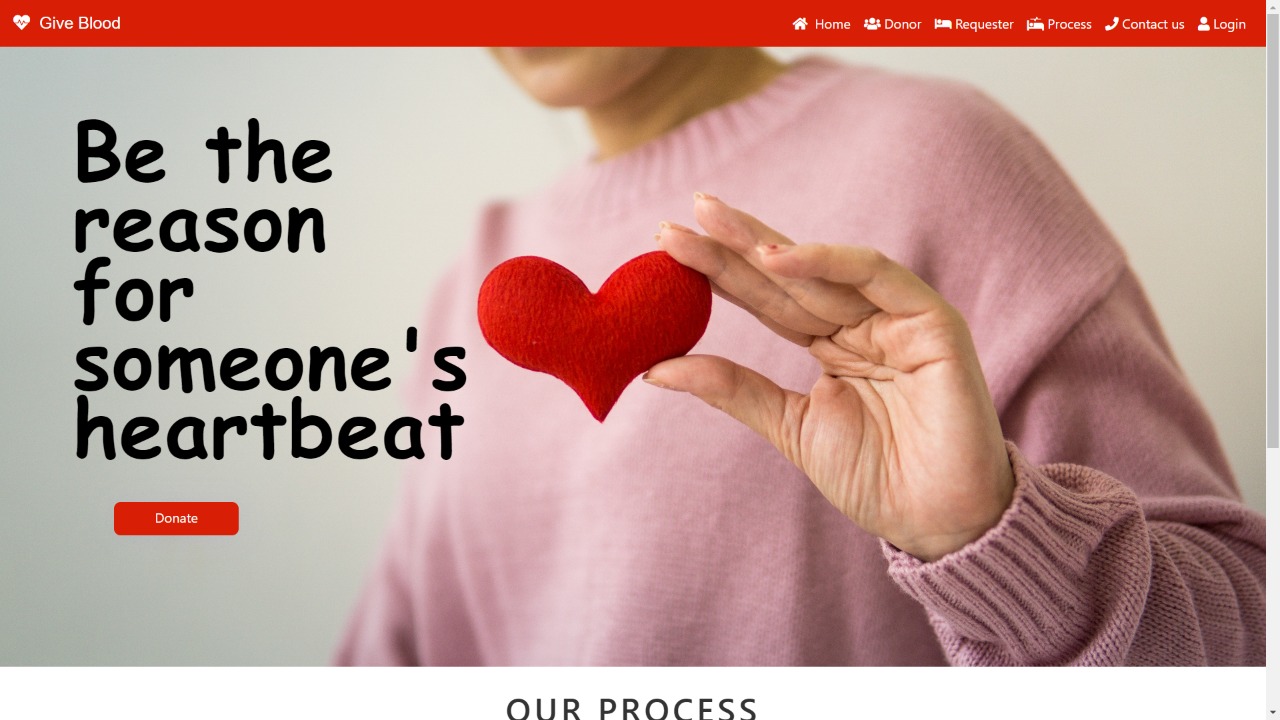 Give Blood
Home Donor Requester Process Contact us Login
Be the
reason
for
someone's
heartbeat
Donate
OUR PROCESS